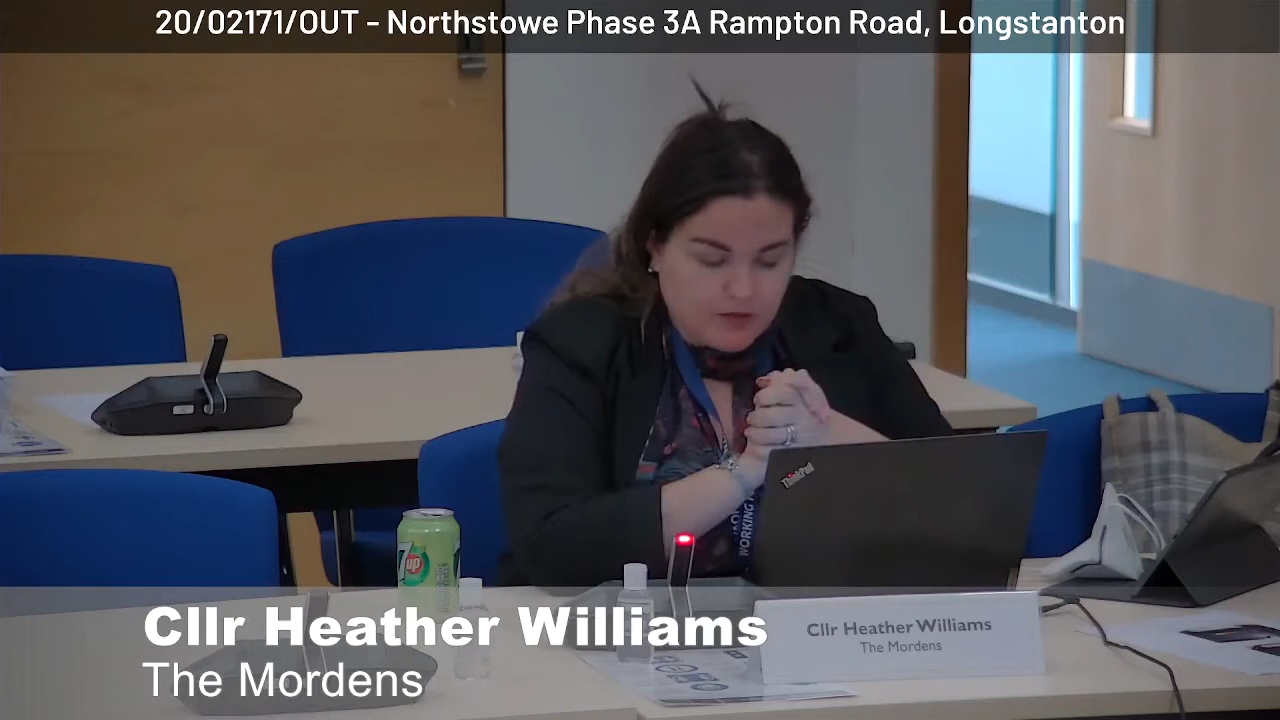 20/02171/OUT – Northstowe Phase 3A Rampton Road, Longstanton
ThinkPad
7up
WORKING
Cllr Heather Williams
The Mordens
Cllr Heather Williams
The Mordens